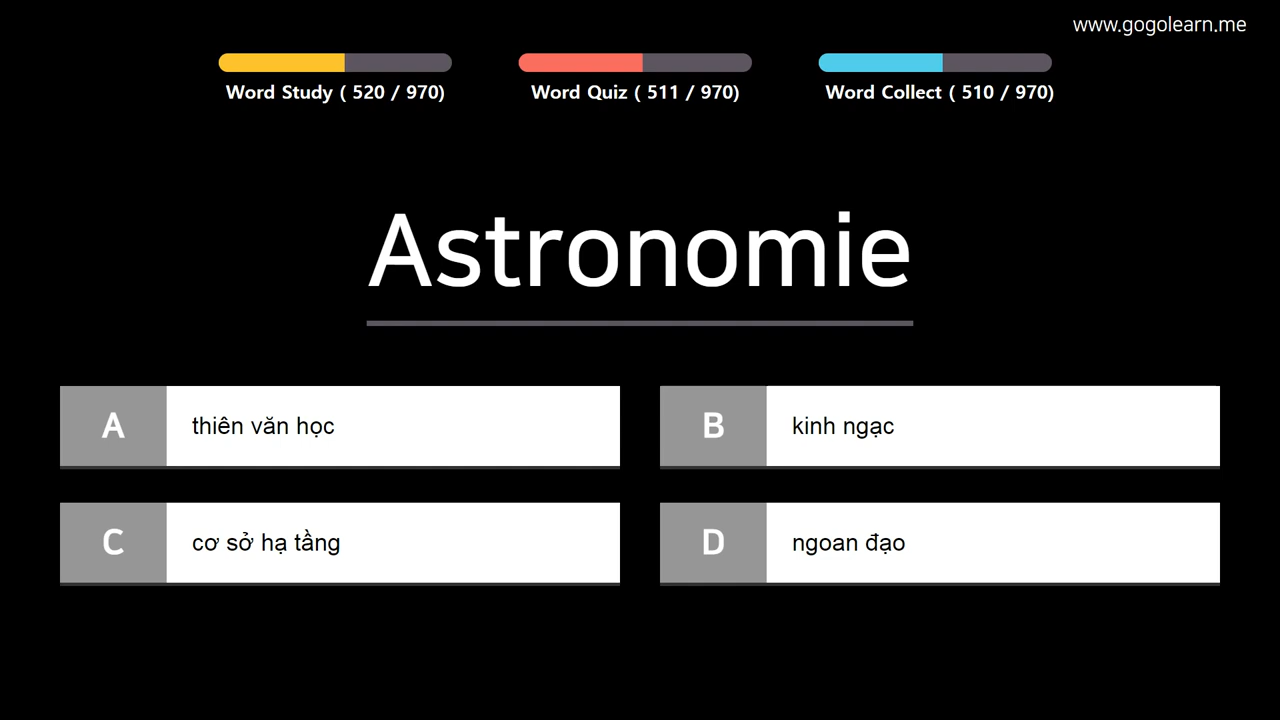 www.gogolearn.me
Word Study ( 520 / 970)
Word Quiz ( 511 / 970)
Word Collect ( 510 / 970)
Astronomie
A thiên văn học
B kinh ngạc
C cơ sở hạ tầng
D ngoan đạo